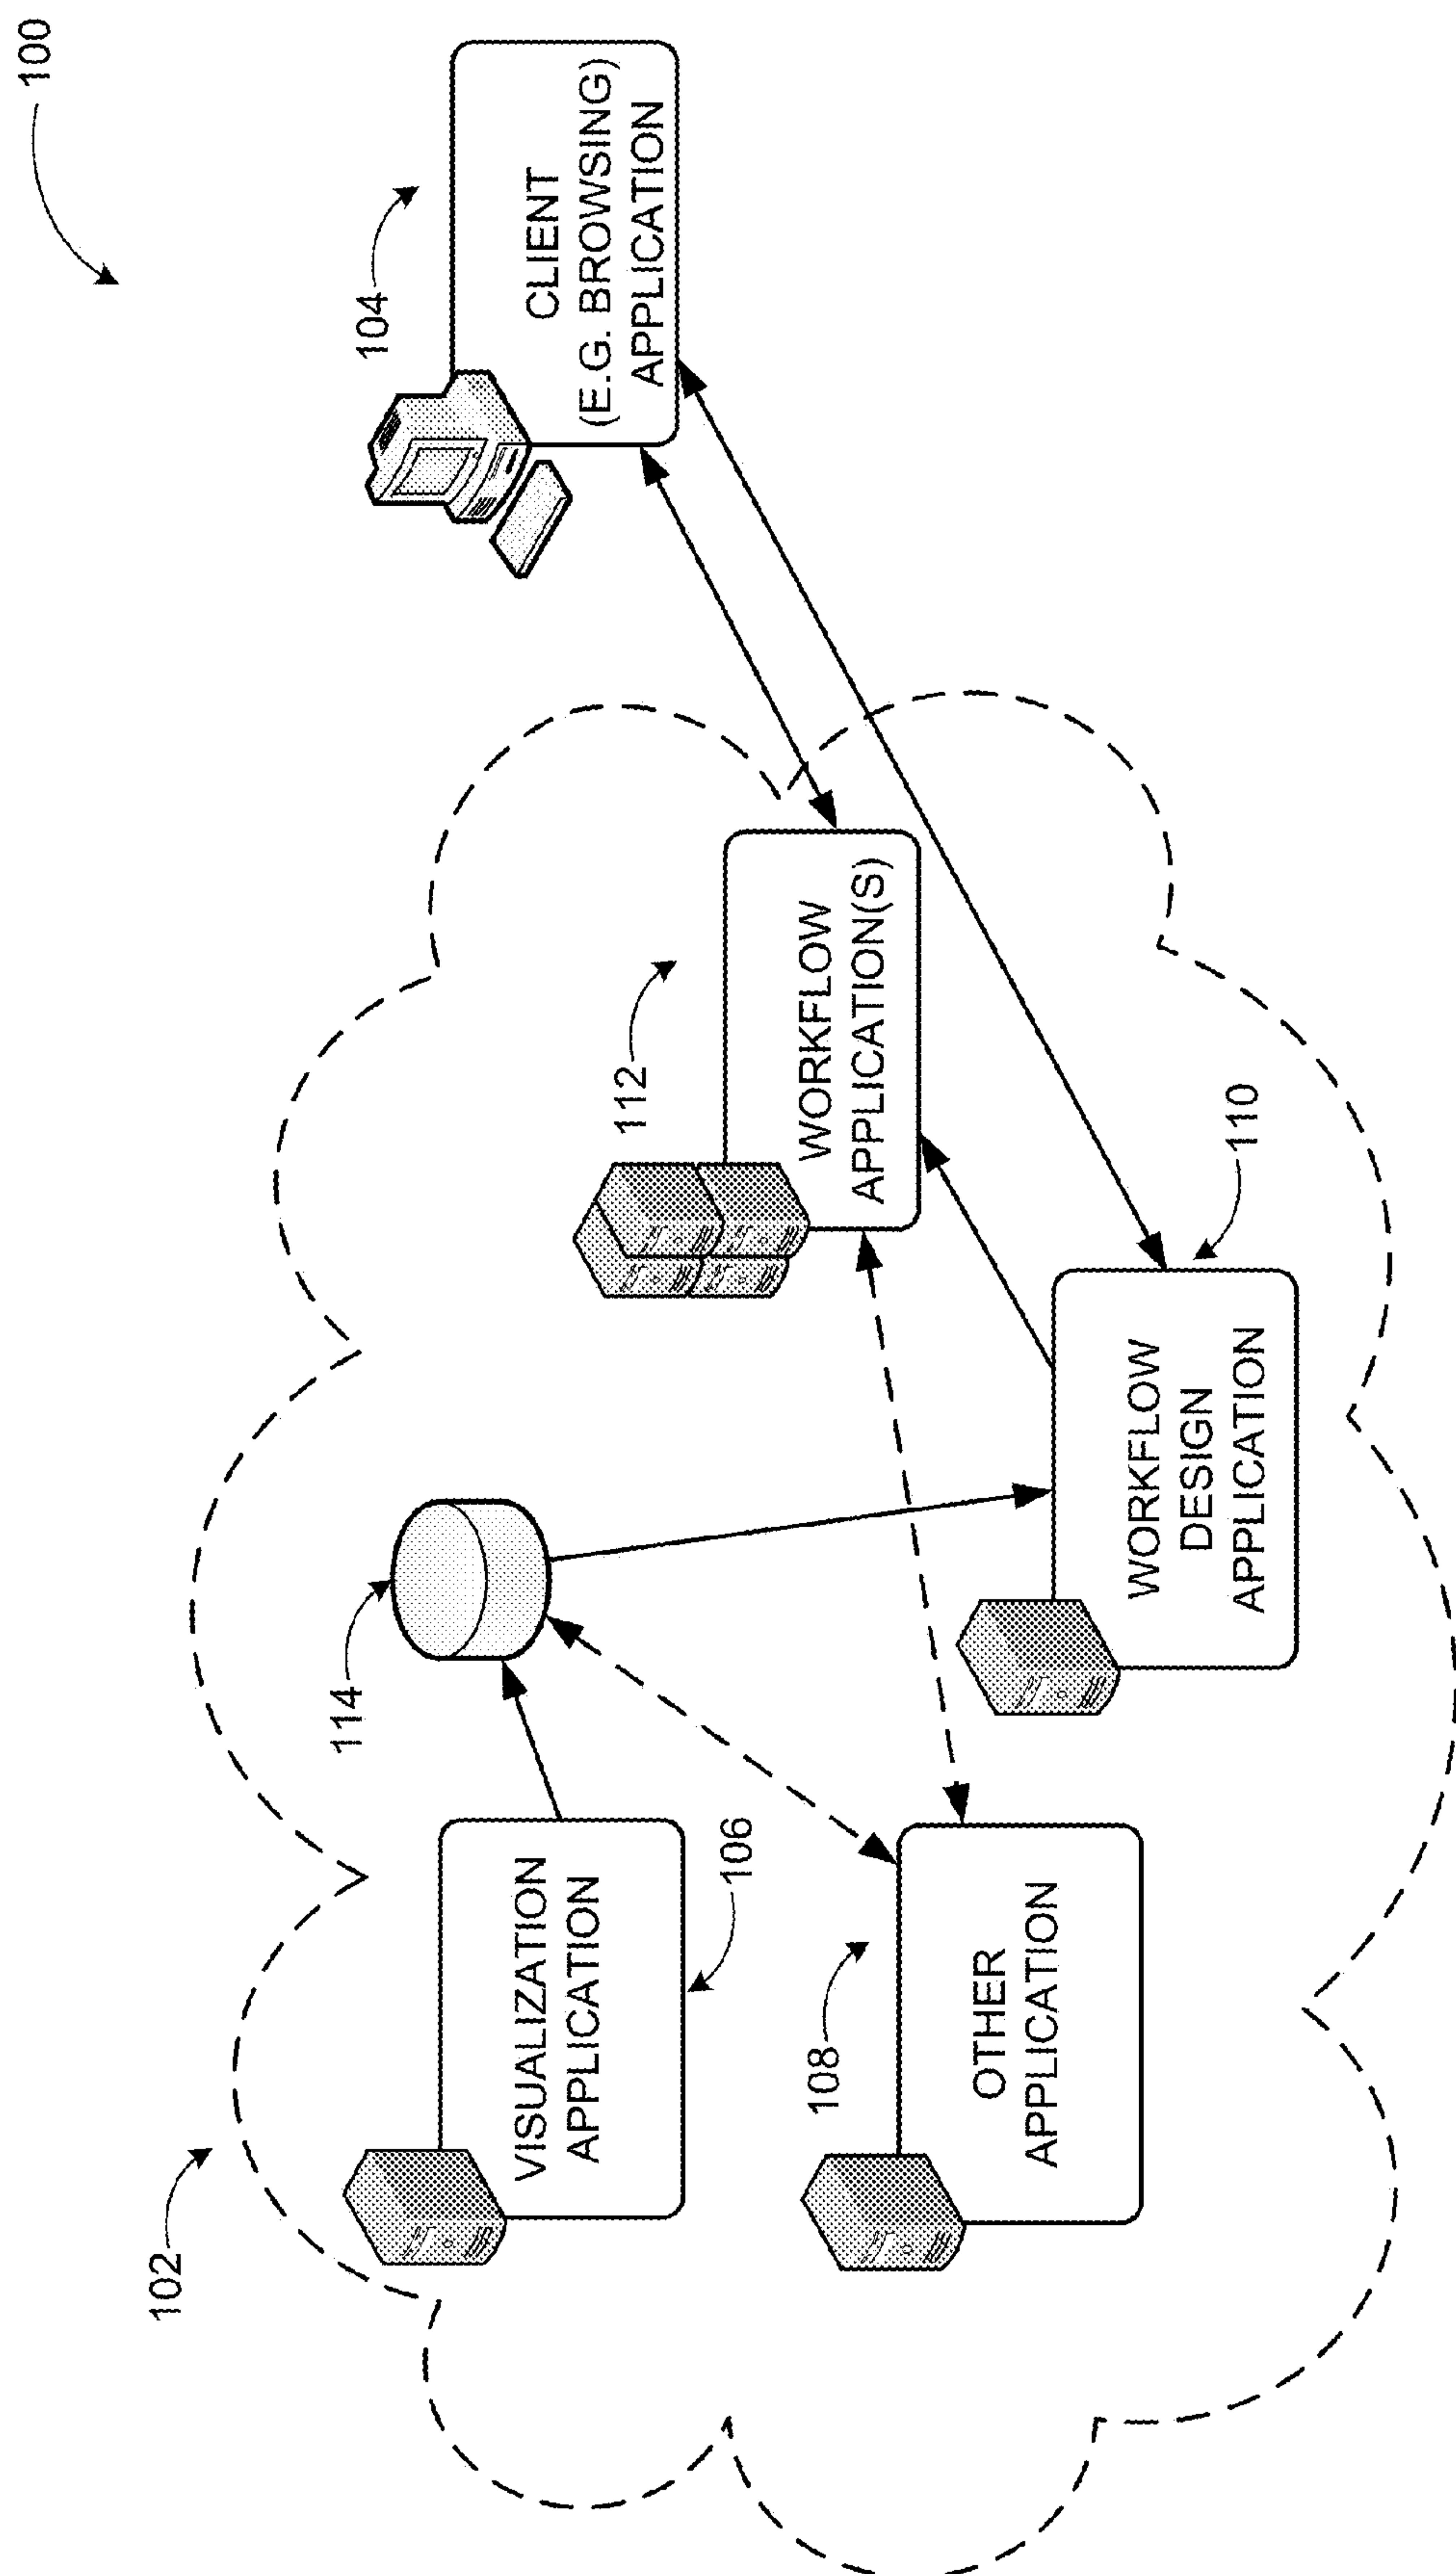 100
104
CLIENT
(E.G. BROWSING)
APPLICATION
112
WORKFLOW
APPLICATION(S)
110
WORKFLOW
DESIGN
APPLICATION
114
106
VISUALIZATION
APPLICATION
108
OTHER
APPLICATION
102